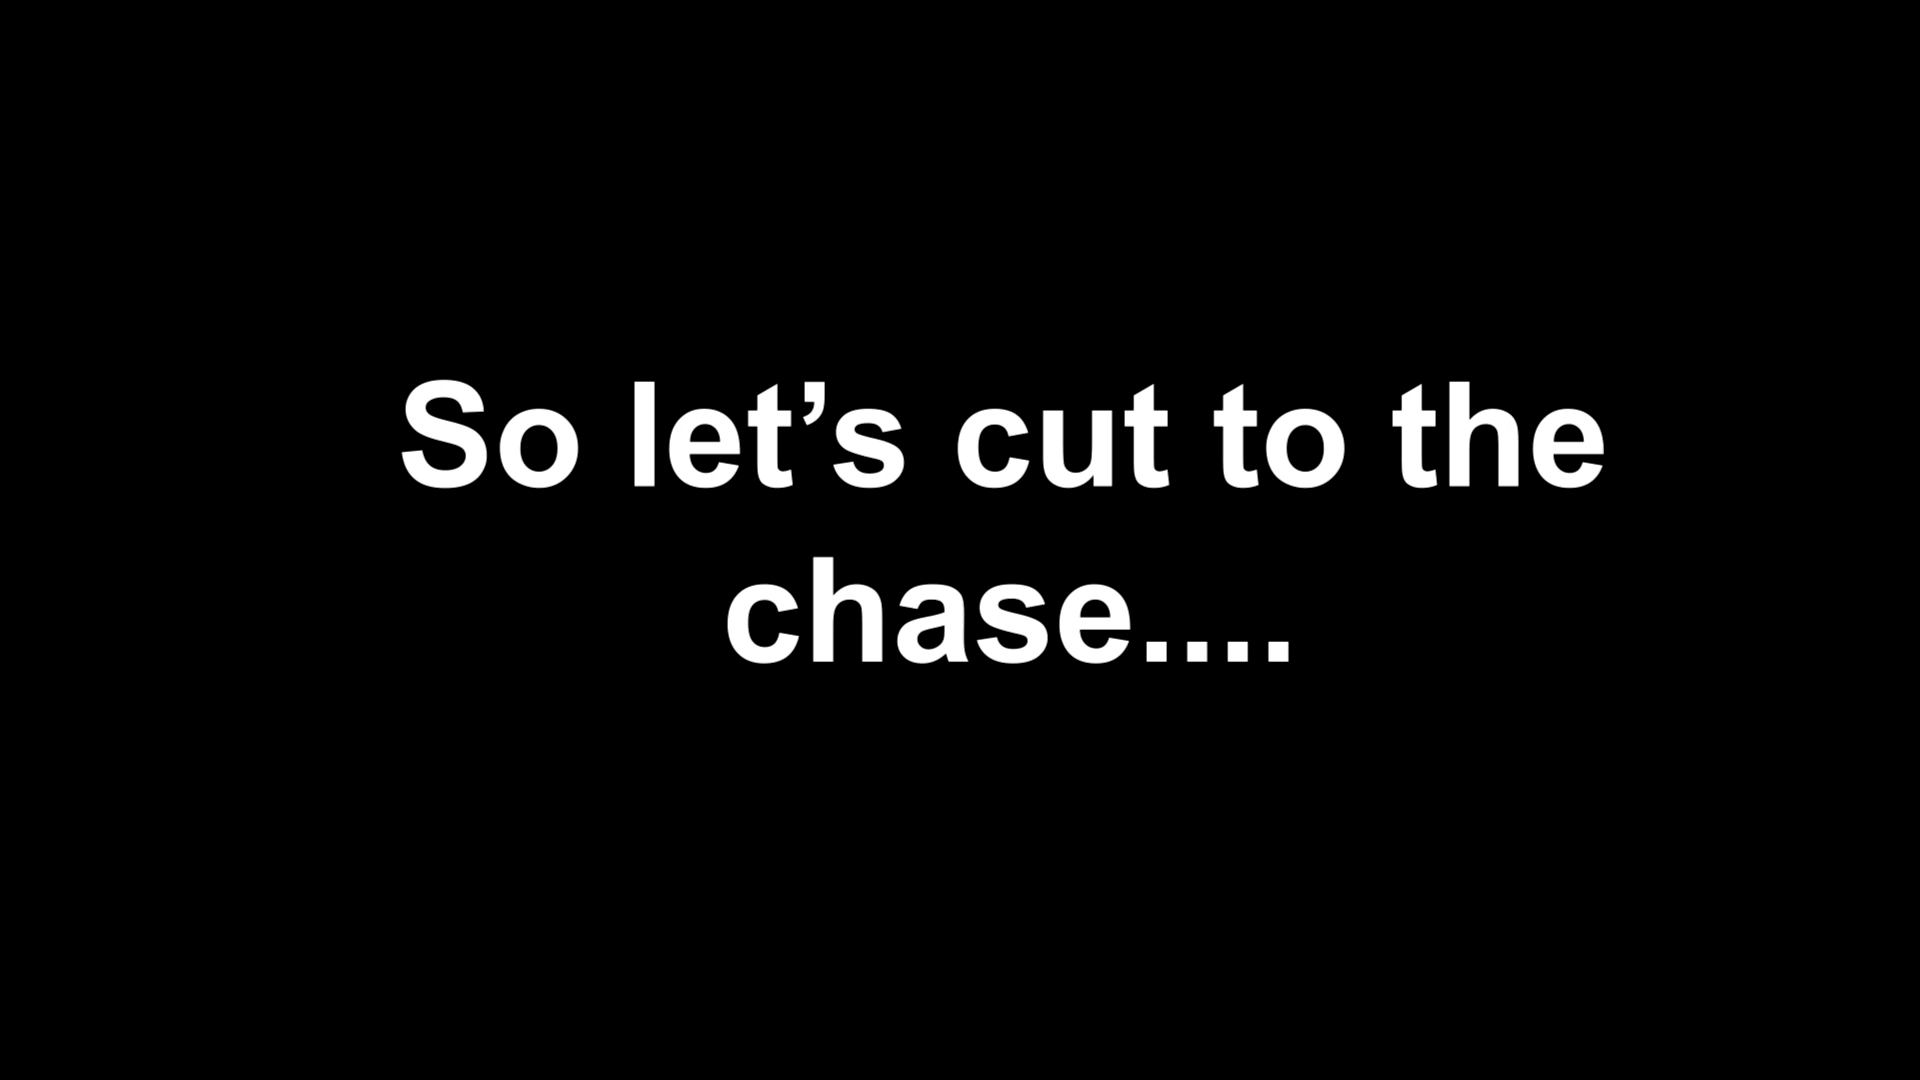 So let’s cut to the
chase....